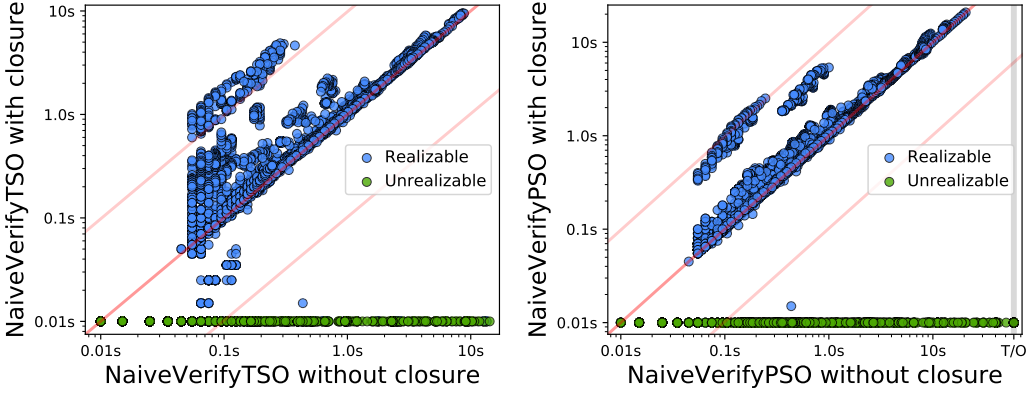 NaiveVerifyTSO with closure
10s
1.0s
0.1s
0.01s
Realizable
Unrealizable
0.01s 0.1s 1.0s 10s
NaiveVerifyTSO without closure
NaiveVerifyPSO with closure
10s
1.0s
0.1s
0.01s
Realizable
Unrealizable
0.01s 0.1s 1.0s 10s T/O
NaiveVerifyPSO without closure